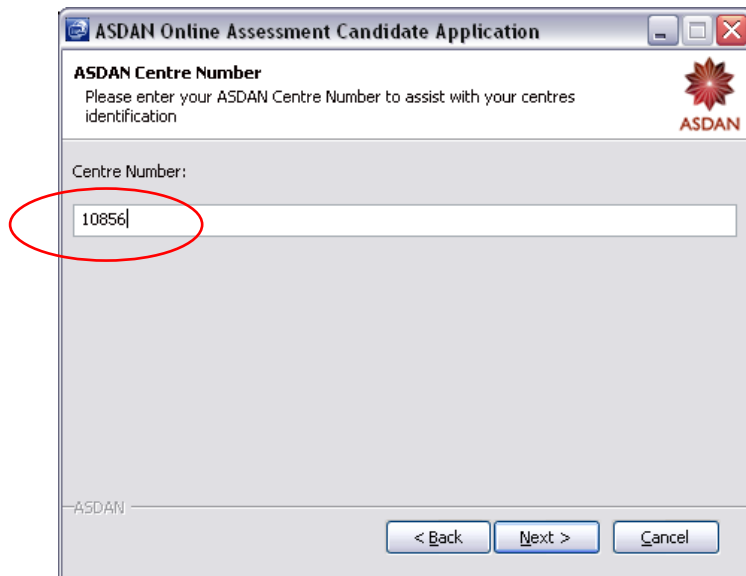 ASDAN Online Assessment Candidate Application
ASDAN Centre Number
Please enter your ASDAN Centre Number to assist with your centres
identification
ASDAN
Centre Number:
10856
ASDAN
< Back
Next >
Cancel